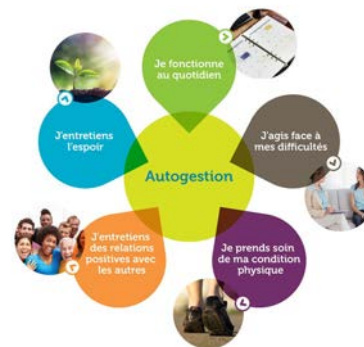 Je fonctionne
au quotidien
J'entretiens
l'espoir
J'agis face à
mes difficultés
Autogestion
J'entretiens
des relations
positives avec
les autres
Je prends soin
de ma condition
physique